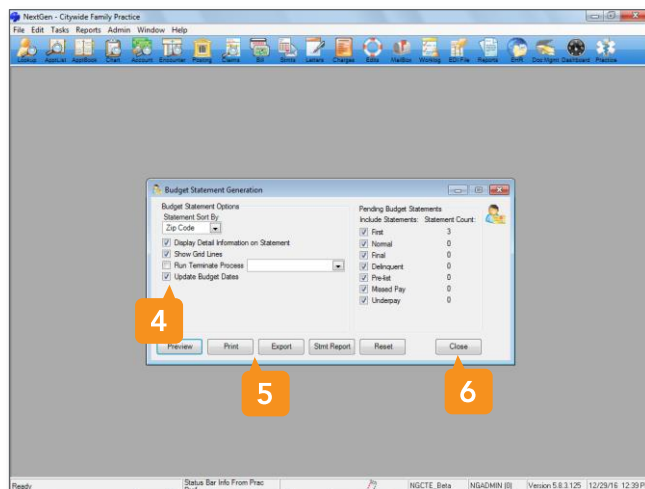 NextGen - Citywide Family Practice
File Edit Tasks Reports Admin Window Help
Lookup ApptList ApptBook Chart Account Encounter Posting Claims Bill Stmts Letters Charges Edits MailBox Worklog EDI File Reports EHR Doc Mgmt Dashboard Practice
Budget Statement Generation
Budget Statement Options
Statement Sort By
Zip Code
Display Detail Information on Statement
Show Grid Lines
Run Terminate Process
Update Budget Dates
Pending Budget Statements
Include Statements: Statement Count:
First 3
Normal 0
Final 0
Delinquent 0
Pre-list 0
Missed Pay 0
Underpay 0
4
Preview Print Export Stmt Report Reset Close
5
6
Ready Status Bar Info From Prac NGCTE_Beta NGADMIN [0] Version 5.8.3.125 12/29/16 12:39 P